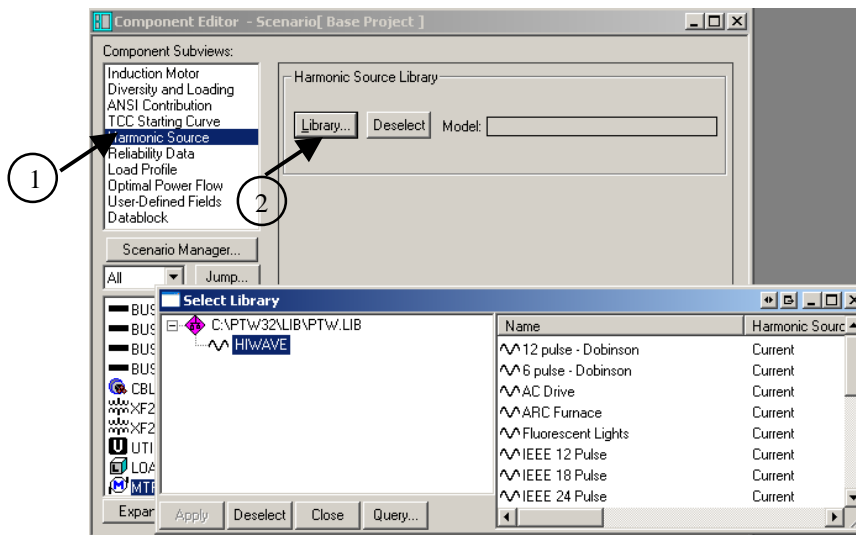 Component Editor - Scenario[ Base Project ]
Component Subviews:
Induction Motor
Diversity and Loading
ANSI Contribution
TCC Starting Curve
Harmonic Source
Reliability Data
Load Profile
Optimal Power Flow
User-Defined Fields
Datablock
1
Harmonic Source Library
Library... Deselect Model:
2
Scenario Manager...
All Jump...
BUS
BUS
BUS
BUS
CBL
XF2
XF2
UTI
LOA
MTR
Expan
Select Library
C:\PTW32\LIB\PTW.LIB
HIWAVE
Name Harmonic Sourc
12 pulse - Dobinson Current
6 pulse - Dobinson Current
AC Drive Current
ARC Furnace Current
Fluorescent Lights Current
IEEE 12 Pulse Current
IEEE 18 Pulse Current
IEEE 24 Pulse Current
Apply Deselect Close Query...